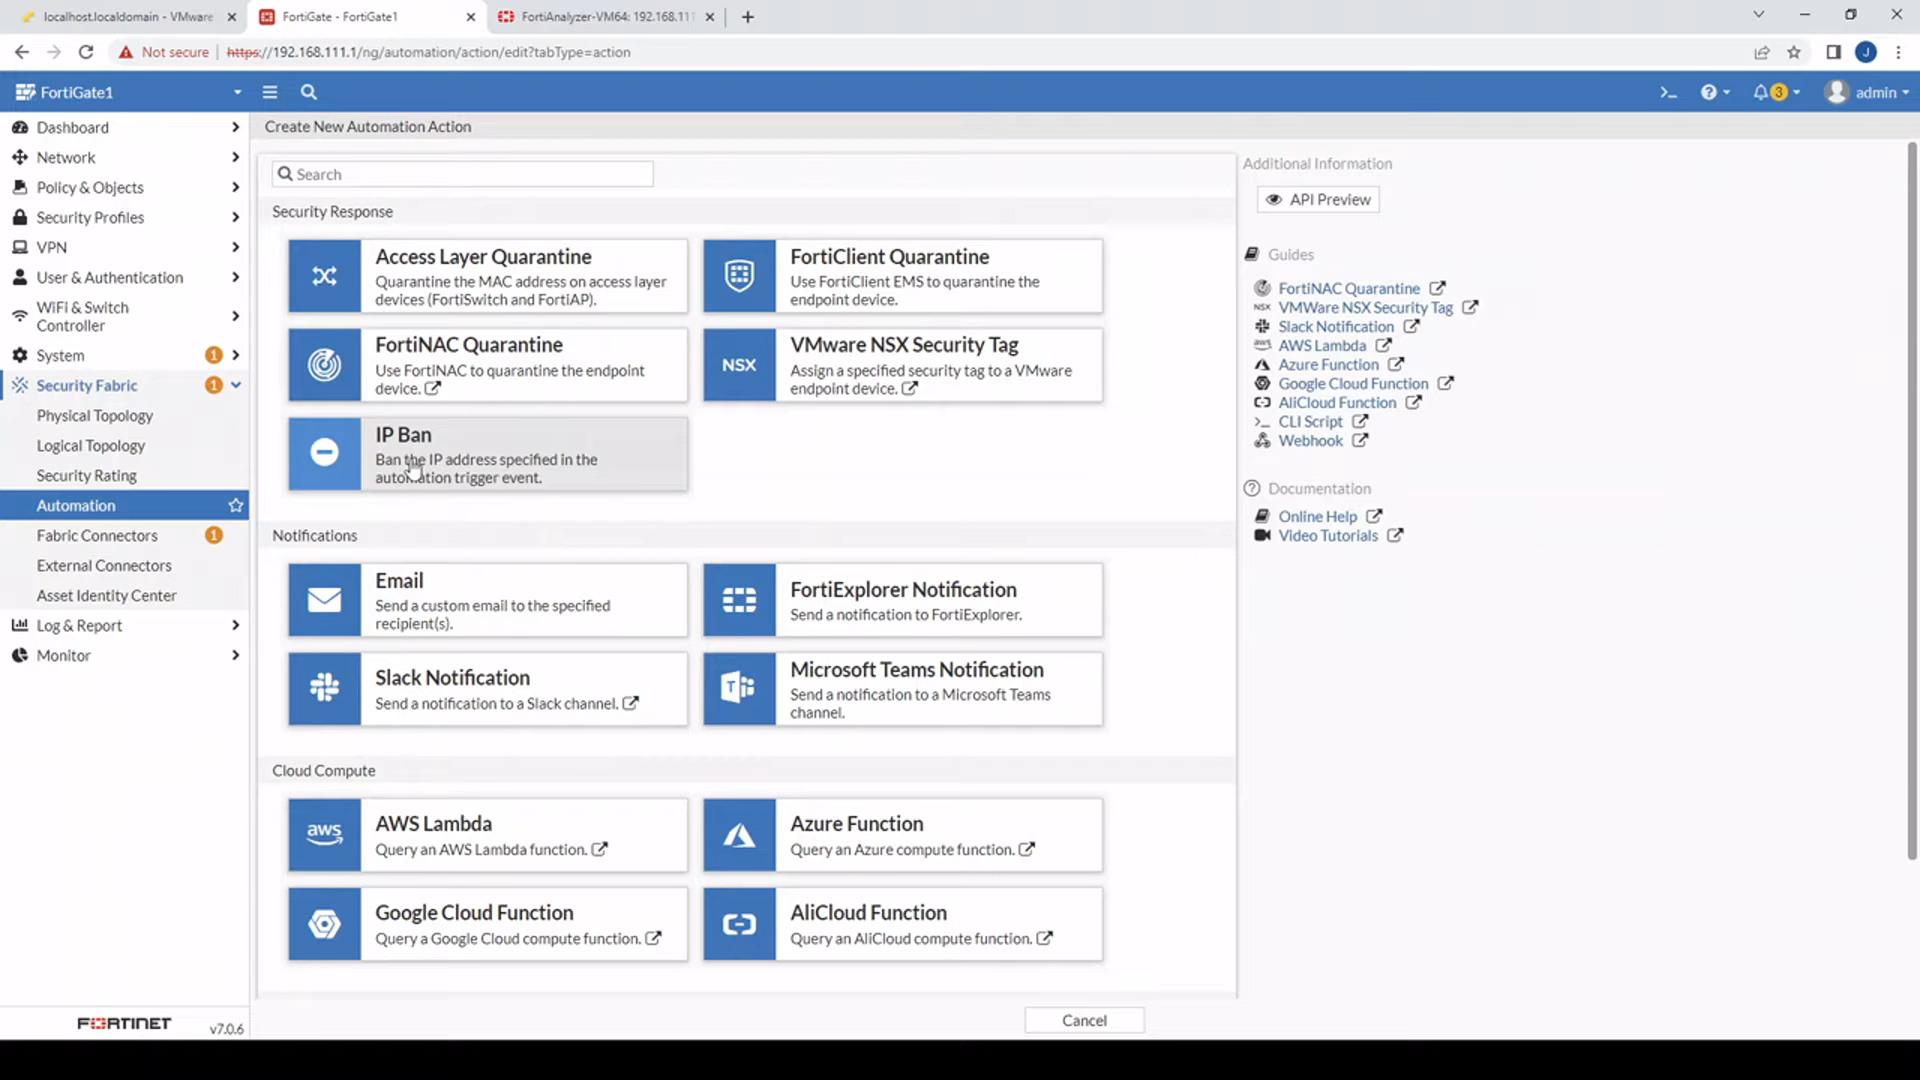 localhost.localdomain - VMware
FortiGate - FortiGate1
FortiAnalyzer-VM64: 192.168.111
Not secure
https://192.168.111.1/ng/automation/action/edit?tabType=action
J
FortiGate1
3
admin
Dashboard
Network
Policy & Objects
Security Profiles
VPN
User & Authentication
WiFi & Switch
Controller
System
1
Security Fabric
1
Physical Topology
Logical Topology
Security Rating
Automation
Fabric Connectors
1
External Connectors
Asset Identity Center
Log & Report
Monitor
FORTINET
v7.0.6
Create New Automation Action
Search
Security Response
Access Layer Quarantine
Quarantine the MAC address on access layer
devices (FortiSwitch and FortiAP).
FortiClient Quarantine
Use FortiClient EMS to quarantine the
endpoint device.
FortiNAC Quarantine
Use FortiNAC to quarantine the endpoint
device.
NSX
VMware NSX Security Tag
Assign a specified security tag to a VMware
endpoint device.
IP Ban
Ban the IP address specified in the
automation trigger event.
Notifications
Email
Send a custom email to the specified
recipient(s).
FortiExplorer Notification
Send a notification to FortiExplorer.
Slack Notification
Send a notification to a Slack channel.
Microsoft Teams Notification
Send a notification to a Microsoft Teams
channel.
Cloud Compute
aws
AWS Lambda
Query an AWS Lambda function.
Azure Function
Query an Azure compute function.
Google Cloud Function
Query a Google Cloud compute function.
AliCloud Function
Query an AliCloud compute function.
Cancel
Additional Information
API Preview
Guides
FortiNAC Quarantine
NSX VMWare NSX Security Tag
Slack Notification
aws AWS Lambda
Azure Function
Google Cloud Function
AliCloud Function
>_ CLI Script
Webhook
Documentation
Online Help
Video Tutorials